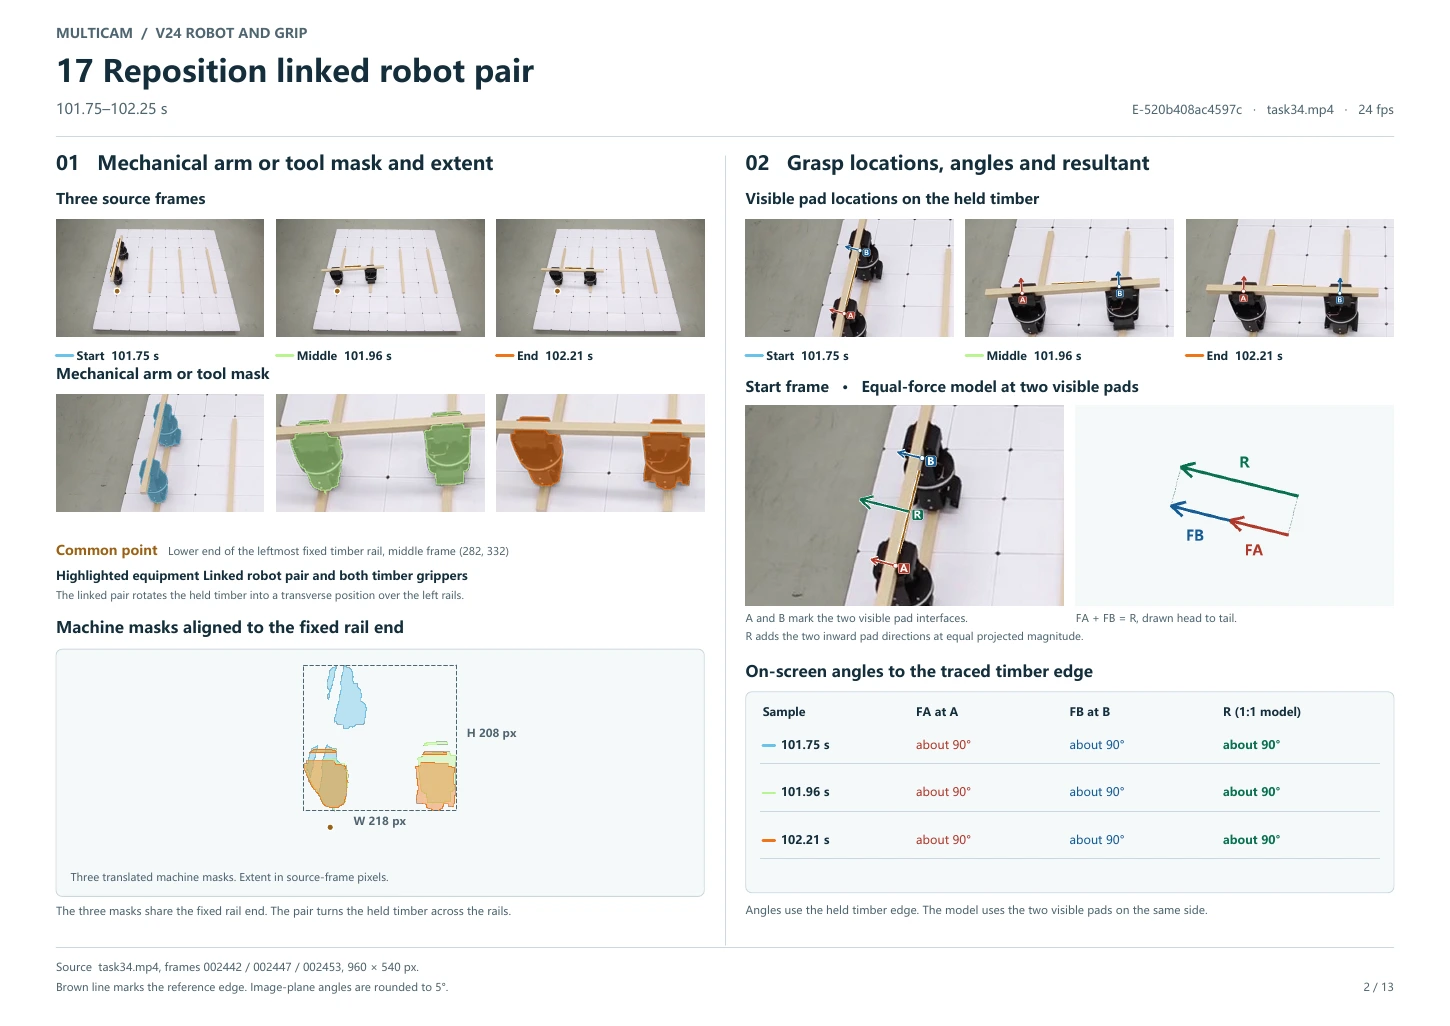 MULTICAM / V24 ROBOT AND GRIP
17 Reposition linked robot pair
101.75–102.25 s
E-520b408ac4597c · task34.mp4 · 24 fps
01 Mechanical arm or tool mask and extent
Three source frames
Start 101.75 s
Middle 101.96 s
End 102.21 s
Mechanical arm or tool mask
Common point Lower end of the leftmost fixed timber rail, middle frame (282, 332)
Highlighted equipment Linked robot pair and both timber grippers
The linked pair rotates the held timber into a transverse position over the left rails.
Machine masks aligned to the fixed rail end
H 208 px
W 218 px
Three translated machine masks. Extent in source-frame pixels.
The three masks share the fixed rail end. The pair turns the held timber across the rails.
02 Grasp locations, angles and resultant
Visible pad locations on the held timber
B
A
A
B
A
B
Start 101.75 s
Middle 101.96 s
End 102.21 s
Start frame • Equal-force model at two visible pads
B
R
A
R
FB
FA
A and B mark the two visible pad interfaces.
FA + FB = R, drawn head to tail.
R adds the two inward pad directions at equal projected magnitude.
On-screen angles to the traced timber edge
Sample FA at A FB at B R (1:1 model)
101.75 s about 90° about 90° about 90°
101.96 s about 90° about 90° about 90°
102.21 s about 90° about 90° about 90°
Angles use the held timber edge. The model uses the two visible pads on the same side.
Source task34.mp4, frames 002442 / 002447 / 002453, 960 × 540 px.
Brown line marks the reference edge. Image-plane angles are rounded to 5°.
2 / 13